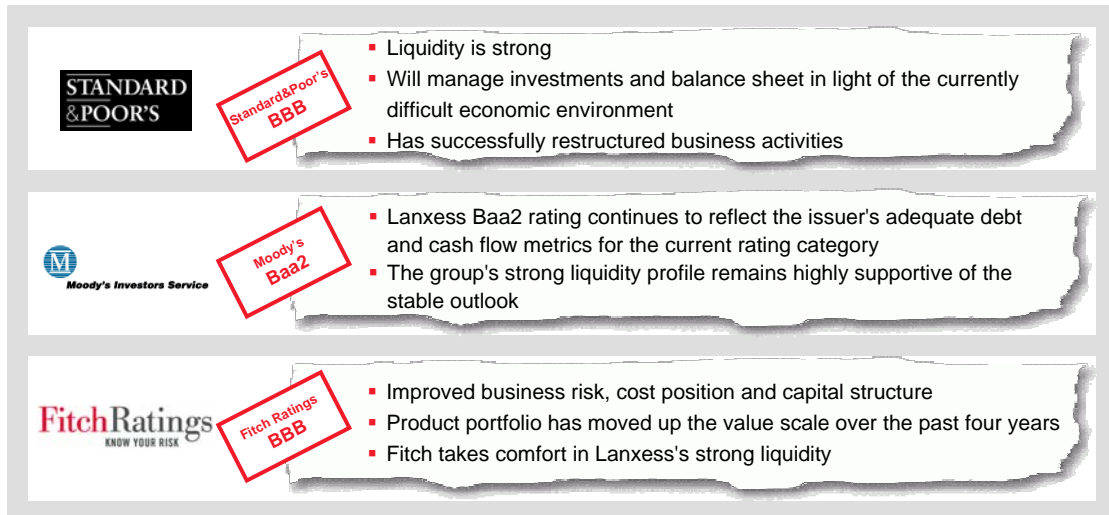 STANDARD
&POOR'S
Standard&Poor's
BBB
▪ Liquidity is strong
▪ Will manage investments and balance sheet in light of the currently
difficult economic environment
▪ Has successfully restructured business activities
M
Moody's Investors Service
Moody's
Baa2
▪ Lanxess Baa2 rating continues to reflect the issuer's adequate debt
and cash flow metrics for the current rating category
▪ The group's strong liquidity profile remains highly supportive of the
stable outlook
FitchRatings
KNOW YOUR RISK
Fitch Ratings
BBB
▪ Improved business risk, cost position and capital structure
▪ Product portfolio has moved up the value scale over the past four years
▪ Fitch takes comfort in Lanxess's strong liquidity